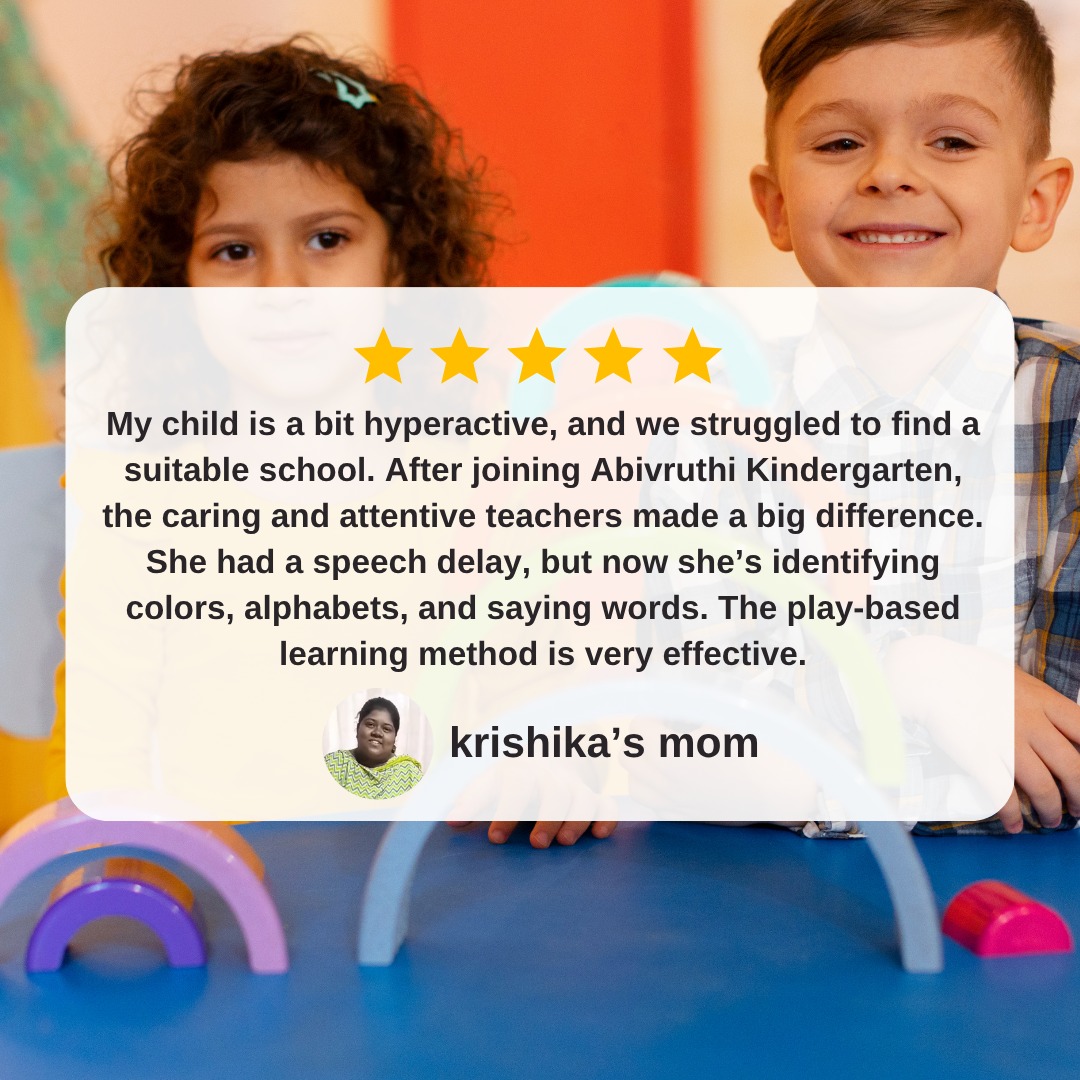 My child is a bit hyperactive, and we struggled to find a
suitable school. After joining Abivruthi Kindergarten,
the caring and attentive teachers made a big difference.
She had a speech delay, but now she’s identifying
colors, alphabets, and saying words. The play-based
learning method is very effective.
krishika’s mom